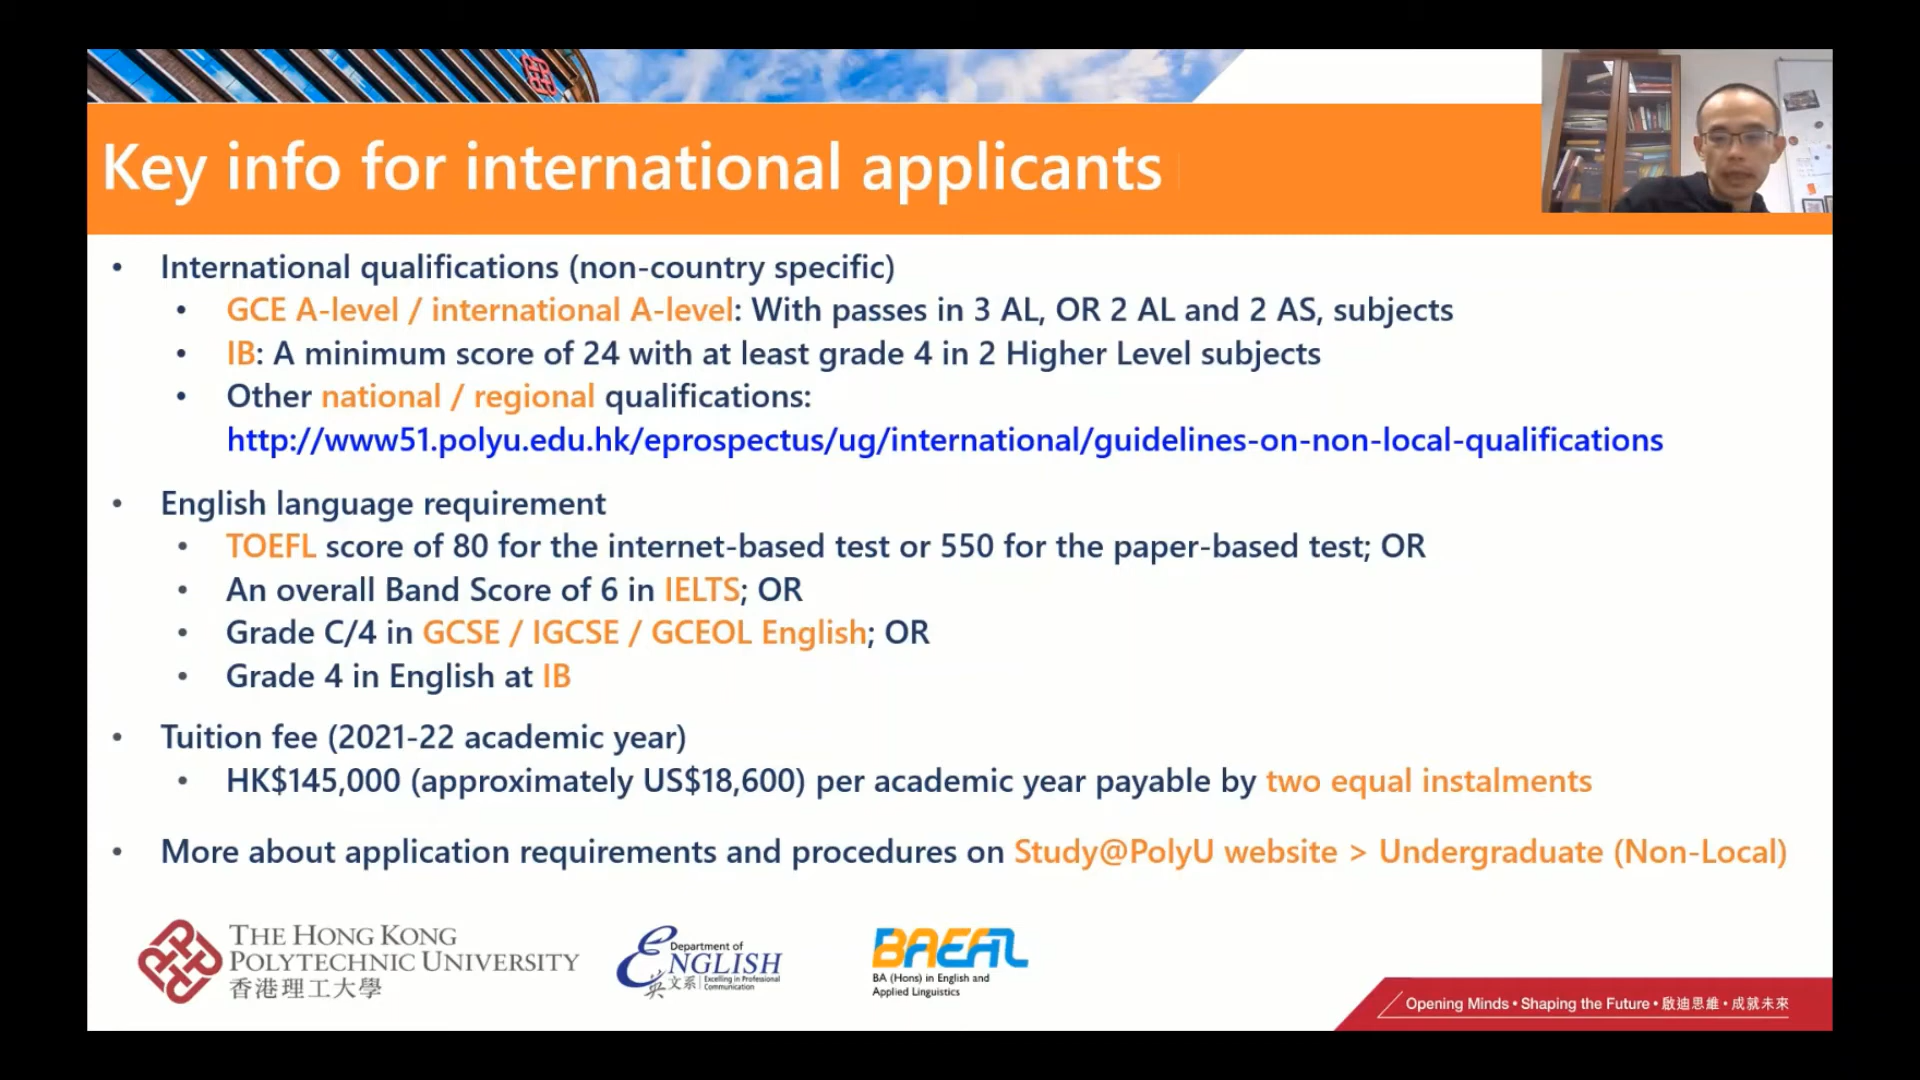 Key info for international applicants
• International qualifications (non-country specific)
• GCE A-level / international A-level: With passes in 3 AL, OR 2 AL and 2 AS, subjects
• IB: A minimum score of 24 with at least grade 4 in 2 Higher Level subjects
• Other national / regional qualifications:
http://www51.polyu.edu.hk/eprospectus/ug/international/guidelines-on-non-local-qualifications
• English language requirement
• TOEFL score of 80 for the internet-based test or 550 for the paper-based test; OR
• An overall Band Score of 6 in IELTS; OR
• Grade C/4 in GCSE / IGCSE / GCEOL English; OR
• Grade 4 in English at IB
• Tuition fee (2021-22 academic year)
• HK$145,000 (approximately US$18,600) per academic year payable by two equal instalments
• More about application requirements and procedures on Study@PolyU website > Undergraduate (Non-Local)
THE HONG KONG
POLYTECHNIC UNIVERSITY
香港理工大學
Department of
ENGLISH
英文系 Excelling in Professional
Communication
BAEAL
BA (Hons) in English and
Applied Linguistics
Opening Minds • Shaping the Future • 啟迪思維 • 成就未來